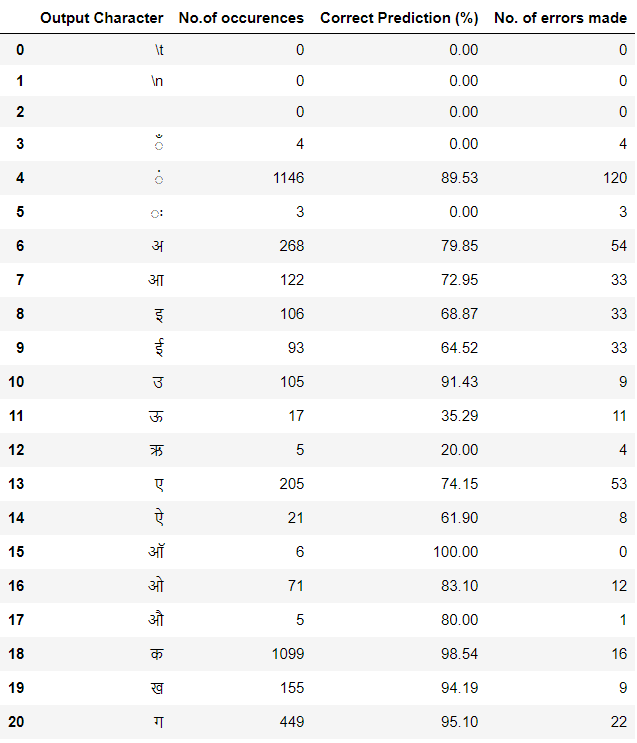 Output Character No.of occurences Correct Prediction (%) No. of errors made
0 \t 0 0.00 0
1 \n 0 0.00 0
2 0 0.00 0
3 ँ 4 0.00 4
4 ं 1146 89.53 120
5 ः 3 0.00 3
6 अ 268 79.85 54
7 आ 122 72.95 33
8 इ 106 68.87 33
9 ई 93 64.52 33
10 उ 105 91.43 9
11 ऊ 17 35.29 11
12 ऋ 5 20.00 4
13 ए 205 74.15 53
14 ऐ 21 61.90 8
15 ऑ 6 100.00 0
16 ओ 71 83.10 12
17 औ 5 80.00 1
18 क 1099 98.54 16
19 ख 155 94.19 9
20 ग 449 95.10 22